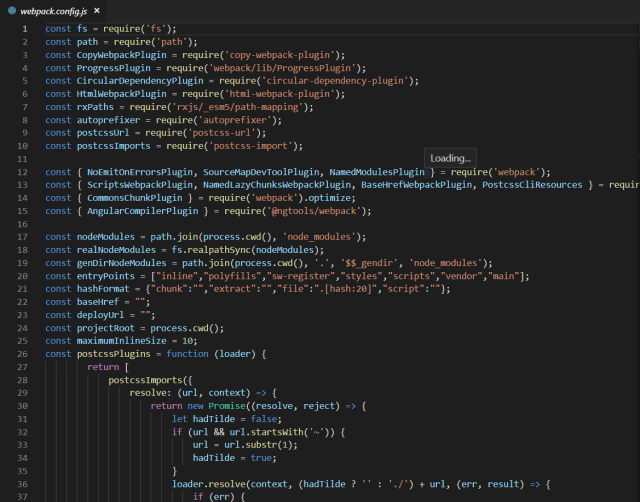 webpack.config.js ×
1 const fs = require('fs');
2 const path = require('path');
3 const CopyWebpackPlugin = require('copy-webpack-plugin');
4 const ProgressPlugin = require('webpack/lib/ProgressPlugin');
5 const CircularDependencyPlugin = require('circular-dependency-plugin');
6 const HtmlWebpackPlugin = require('html-webpack-plugin');
7 const rxPaths = require('rxjs/_esm5/path-mapping');
8 const autoprefixer = require('autoprefixer');
9 const postcssUrl = require('postcss-url');
10 const postcssImports = require('postcss-import');
11
Loading...
12 const { NoEmitOnErrorsPlugin, SourceMapDevToolPlugin, NamedModulesPlugin } = require('webpack');
13 const { ScriptsWebpackPlugin, NamedLazyChunksWebpackPlugin, BaseHrefWebpackPlugin, PostcssCliResources } = requir
14 const { CommonsChunkPlugin } = require('webpack').optimize;
15 const { AngularCompilerPlugin } = require('@ngtools/webpack');
16
17 const nodeModules = path.join(process.cwd(), 'node_modules');
18 const realNodeModules = fs.realpathSync(nodeModules);
19 const genDirNodeModules = path.join(process.cwd(), '.', '$$_gendir', 'node_modules');
20 const entryPoints = ["inline","polyfills","sw-register","styles","scripts","vendor","main"];
21 const hashFormat = {"chunk":"","extract":"","file":".[hash:20]","script":""};
22 const baseHref = "";
23 const deployUrl = "";
24 const projectRoot = process.cwd();
25 const maximumInlineSize = 10;
26 const postcssPlugins = function (loader) {
27 return [
28 postcssImports({
29 resolve: (url, context) => {
30 return new Promise((resolve, reject) => {
31 let hadTilde = false;
32 if (url && url.startsWith('~')) {
33 url = url.substr(1);
34 hadTilde = true;
35 }
36 loader.resolve(context, (hadTilde ? '' : './') + url, (err, result) => {
37 if (err) {